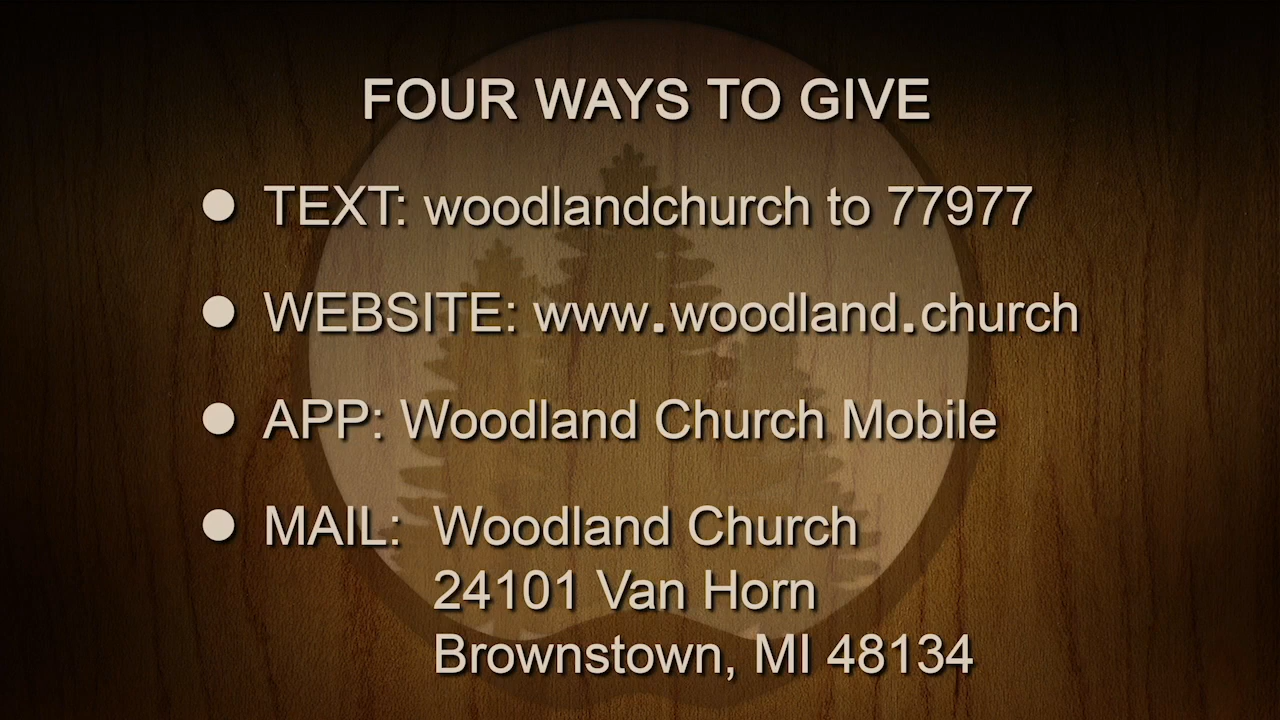 FOUR WAYS TO GIVE
● TEXT: woodlandchurch to 77977
● WEBSITE: www.woodland.church
● APP: Woodland Church Mobile
● MAIL: Woodland Church
24101 Van Horn
Brownstown, MI 48134